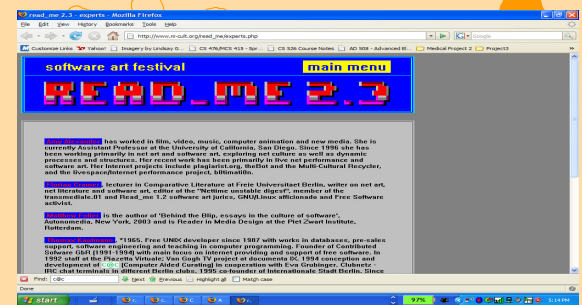 read_me 2.3 - experts - Mozilla Firefox
File Edit View History Bookmarks Tools Help
http://www.m-cult.org/read_me/experts.php
Google
Customize Links Yahoo! Imagery by Lindsay G... CS 476/MCS 415 - Spr... CS 526 Course Notes AD 508 - Advanced El... Medical Project 2 Project3
software art festival main menu
READ_ME 2.3
Amy Alexander has worked in film, video, music, computer animation and new media. She is
currently Assistant Professor at the University of California, San Diego. Since 1996 she has
been working primarily in net art and software art, exploring net culture as well as dynamic
processes and structures. Her recent work has been primarily in live net performance and
software art. Her Internet projects include plagiarist.org, theBot and the Multi-Cultural Recycler,
and the livespace/Internet performance project, b0timati0n.
Florian Cramer, lecturer in Comparative Literature at Freie Universitaet Berlin, writer on net art,
net literature and software art, editor of the "Nettime unstable digest", member of the
transmediale.01 and Read_me 1.2 software art juries, GNU/Linux afficionado and Free Software
activist.
Matthew Fuller is the author of 'Behind the Blip, essays in the culture of software',
Autonomedia, New York, 2003 and is Reader in Media Design at the Piet Zwart Institute,
Rotterdam.
*1965. Free UNIX developer since 1987 with works in databases, pre-sales
support, software engineering and teaching in computer programming. Founder of Contributed
Software GbR (1991-1994) with main focus on internet providing and support of free software. In
1992 staff at the Piazetta Virtuale; Van Gogh TV project at documenta IX. 1994 conception and
development of c@c (Computer Aided Curating) in cooperation with Eva Grubinger. Clubnetz -
IRC chat terminals in different Berlin clubs. 1995 co-founder of Internationale Stadt Berlin. Since
Find: c@c Next Previous Highlight all Match case
Done
start 97% 5:14 PM